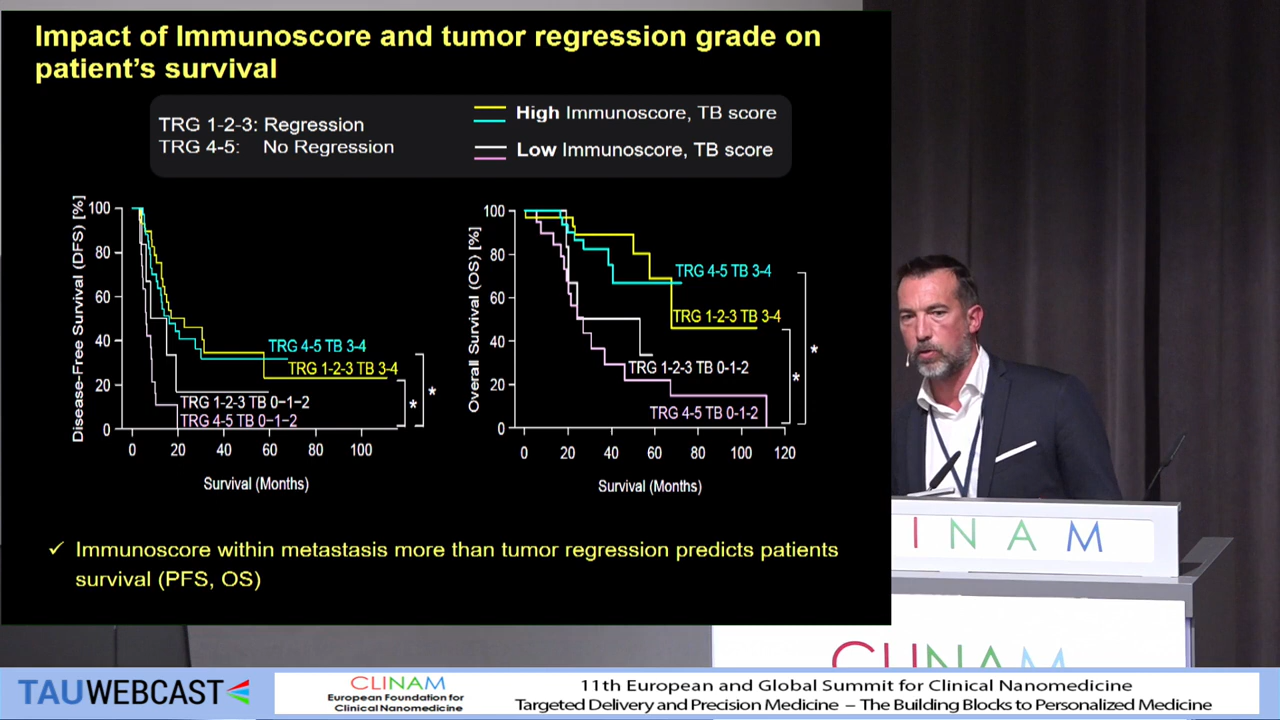 Impact of Immunoscore and tumor regression grade on
patient's survival
TRG 1-2-3: Regression
TRG 4-5: No Regression
High Immunoscore, TB score
Low Immunoscore, TB score
Disease-Free Survival (DFS) [%]
100
80
60
40
20
0
TRG 4-5 TB 3-4
TRG 1-2-3 TB 3-4
TRG 1-2-3 TB 0−1−2
TRG 4-5 TB 0−1−2
*
*
0 20 40 60 80 100
Survival (Months)
Overall Survival (OS) [%]
100
80
60
40
20
0
TRG 4-5 TB 3-4
TRG 1-2-3 TB 3-4
TRG 1-2-3 TB 0-1-2
TRG 4-5 TB 0-1-2
*
*
0 20 40 60 80 100 120
Survival (Months)
✓ Immunoscore within metastasis more than tumor regression predicts patients
survival (PFS, OS)
INAM
CLINAM
TAUWEBCAST
CLINAM
European Foundation for
Clinical Nanomedicine
11th European and Global Summit for Clinical Nanomedicine
Targeted Delivery and Precision Medicine – The Building Blocks to Personalized Medicine